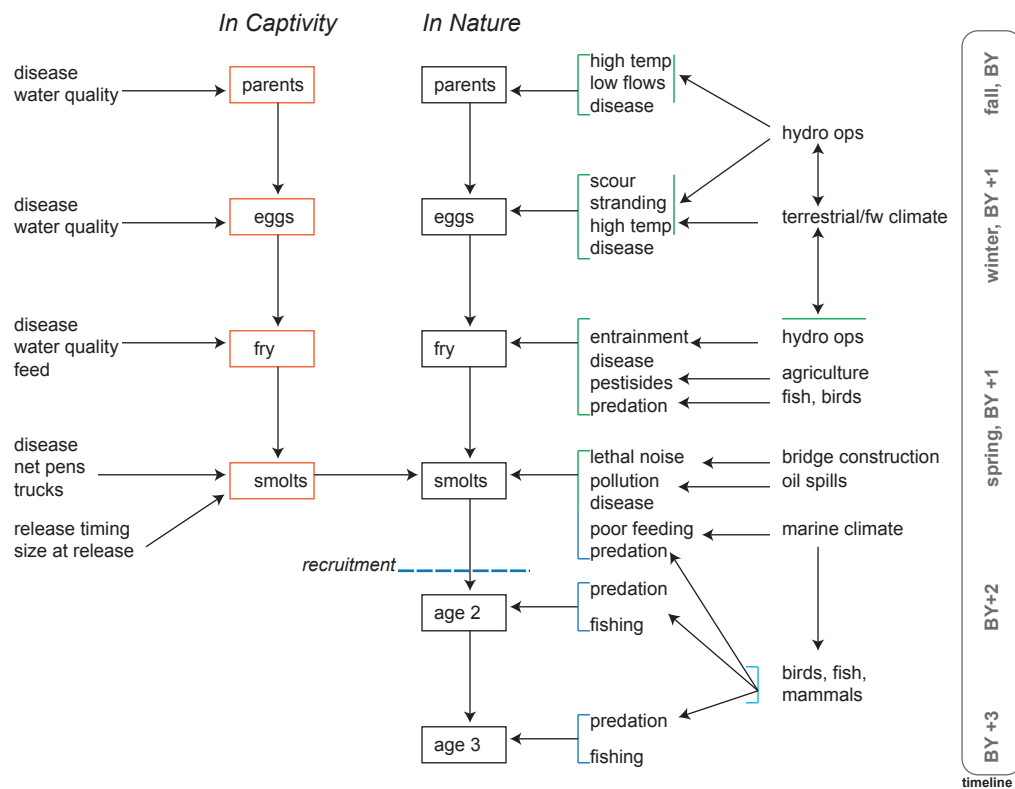 In Captivity
In Nature
disease
water quality
parents
parents
high temp
low flows
disease
hydro ops
disease
water quality
eggs
eggs
scour
stranding
high temp
disease
terrestrial/fw climate
disease
water quality
feed
fry
fry
entrainment
disease
pestisides
predation
hydro ops
agriculture
fish, birds
disease
net pens
trucks
release timing
size at release
smolts
smolts
lethal noise
pollution
disease
poor feeding
predation
bridge construction
oil spills
marine climate
recruitment
age 2
predation
fishing
birds, fish,
mammals
age 3
predation
fishing
fall, BY
winter, BY +1
spring, BY +1
BY+2
BY +3
timeline